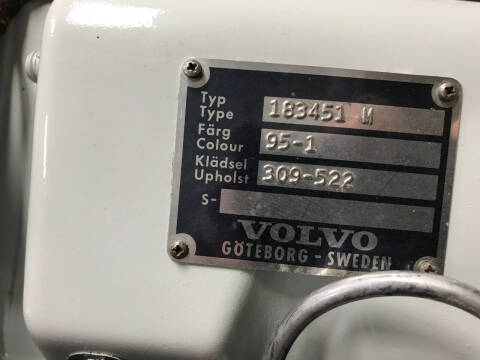 Typ
Type 183451 M
Färg
Colour 95-1
Klädsel
Upholst 309-522
S-
VOLVO
GÖTEBORG - SWEDEN